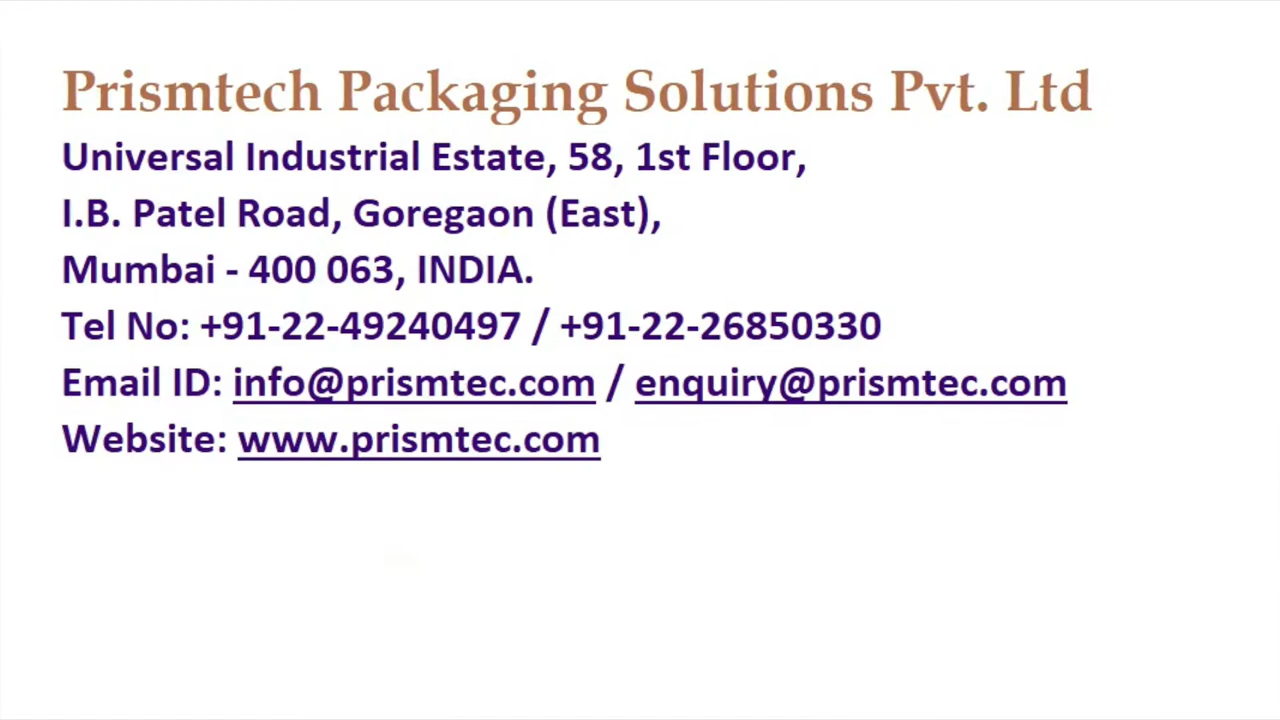 Prismtech Packaging Solutions Pvt. Ltd
Universal Industrial Estate, 58, 1st Floor,
I.B. Patel Road, Goregaon (East),
Mumbai - 400 063, INDIA.
Tel No: +91-22-49240497 / +91-22-26850330
Email ID: info@prismtec.com / enquiry@prismtec.com
Website: www.prismtec.com